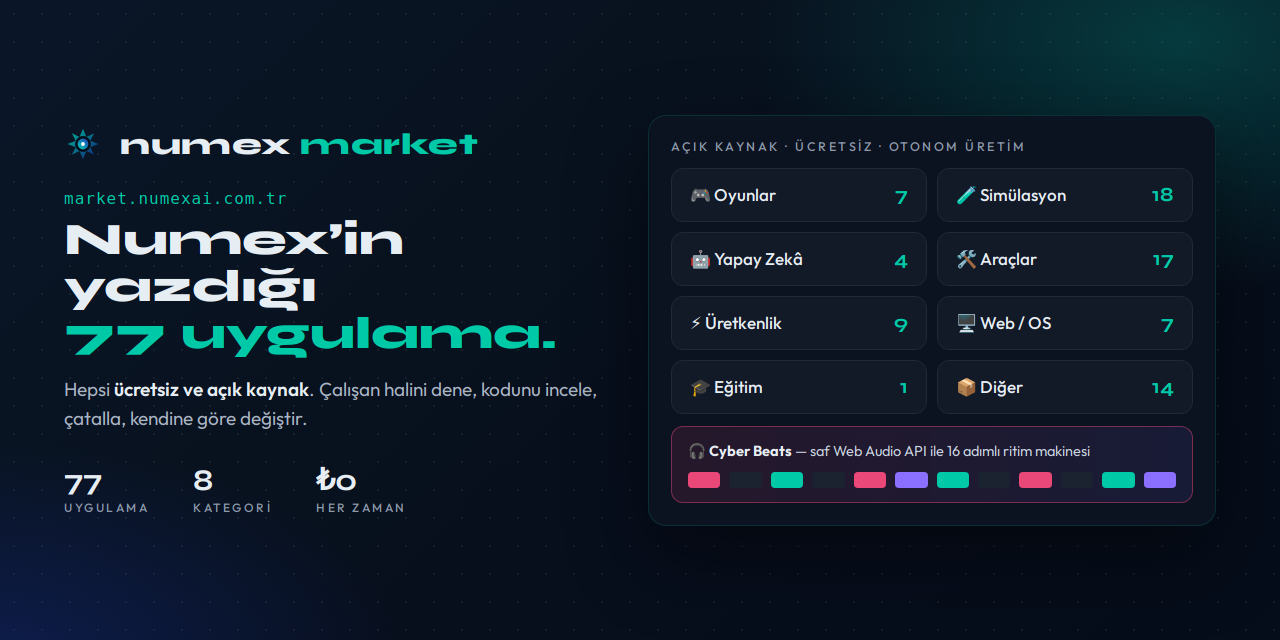 numex market
market.numexai.com.tr
Numex’in
yazdığı
77 uygulama.
Hepsi ücretsiz ve açık kaynak. Çalışan halini dene, kodunu incele,
çatalla, kendine göre değiştir.
77
UYGULAMA
8
KATEGORİ
₺0
HER ZAMAN
AÇIK KAYNAK · ÜCRETSİZ · OTONOM ÜRETİM
🎮 Oyunlar 7
🧪 Simülasyon 18
🤖 Yapay Zekâ 4
🛠️ Araçlar 17
⚡ Üretkenlik 9
🖥️ Web / OS 7
🎓 Eğitim 1
📦 Diğer 14
🎧 Cyber Beats — saf Web Audio API ile 16 adımlı ritim makinesi